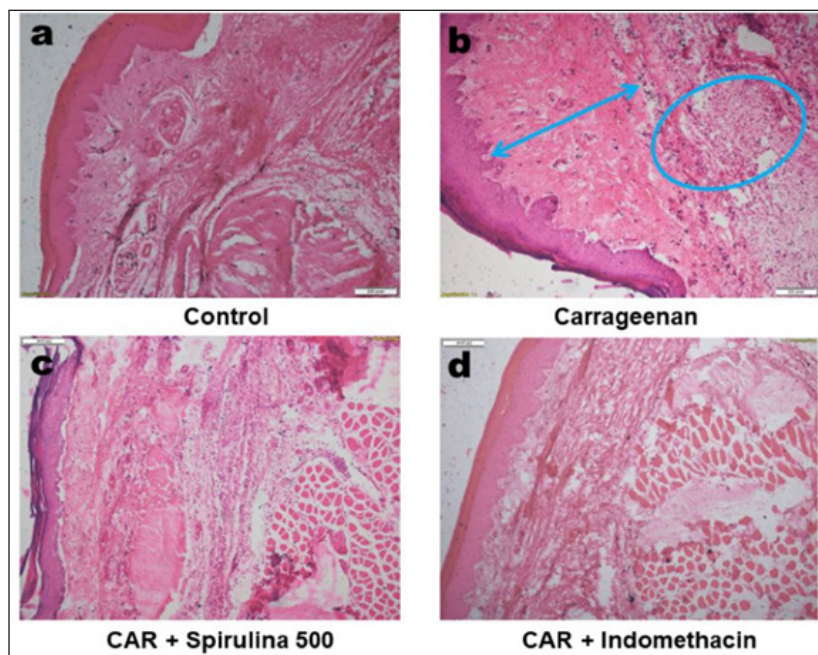 a
b
Control
Carrageenan
c
d
CAR + Spirulina 500
CAR + Indomethacin